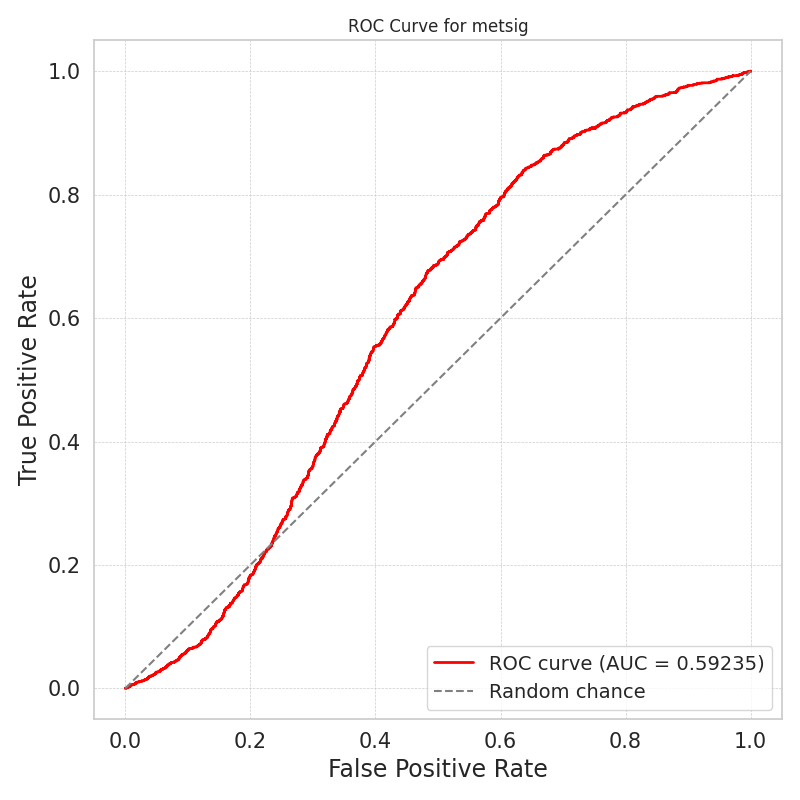 ROC Curve for metsig
1.0
0.8
0.6
0.4
0.2
0.0
True Positive Rate
ROC curve (AUC = 0.59235)
Random chance
0.0 0.2 0.4 0.6 0.8 1.0
False Positive Rate